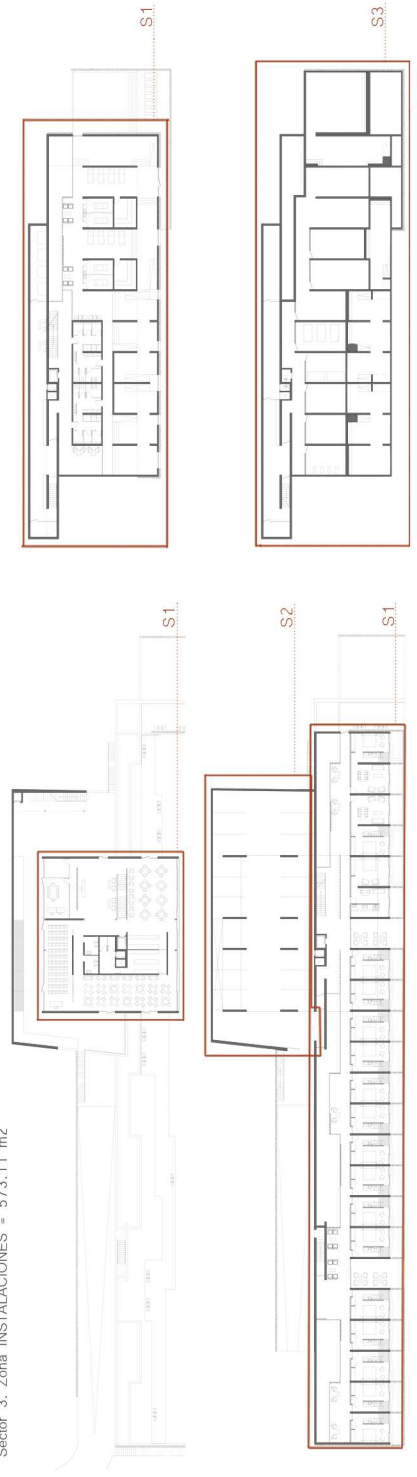 Sector 3. Zona INSTALACIONES = 573.11 m2
S1
S1
S2
S3
S1